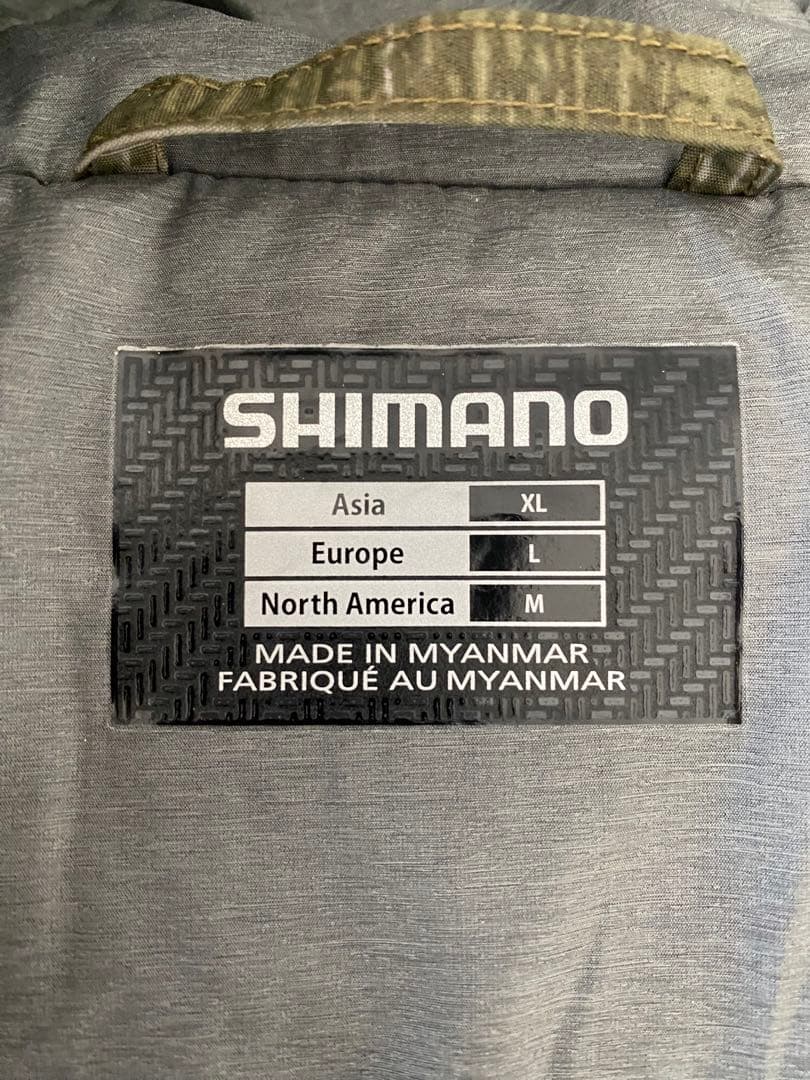 SHIMANO
Asia XL
Europe L
North America M
MADE IN MYANMAR
FABRIQUÉ AU MYANMAR